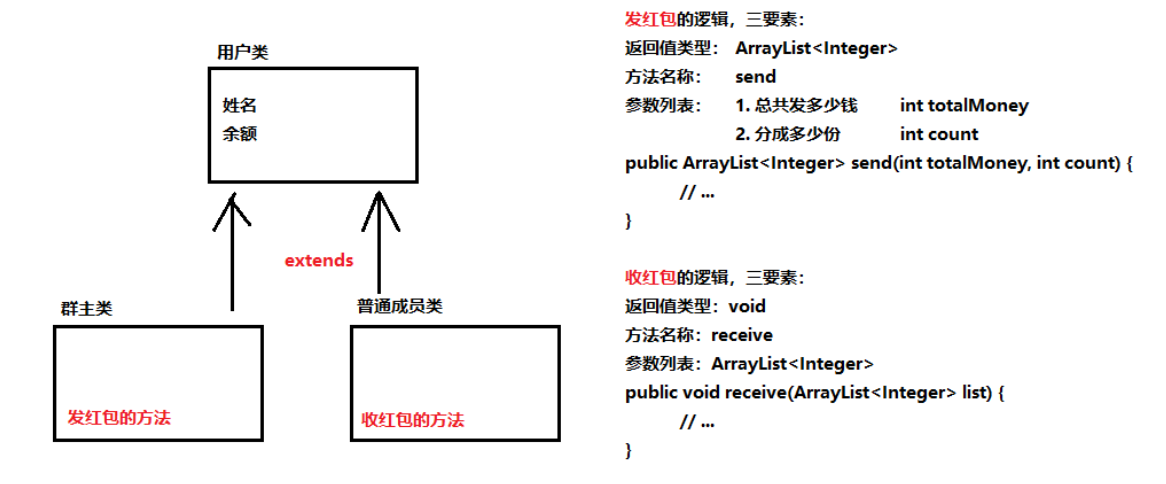 用户类
姓名
余额
extends
群主类
发红包的方法
普通成员类
收红包的方法
发红包的逻辑，三要素：
返回值类型： ArrayList<Integer>
方法名称： send
参数列表： 1. 总共发多少钱 int totalMoney
2. 分成多少份 int count
public ArrayList<Integer> send(int totalMoney, int count) {
// ...
}
收红包的逻辑，三要素：
返回值类型：void
方法名称：receive
参数列表：ArrayList<Integer>
public void receive(ArrayList<Integer> list) {
// ...
}